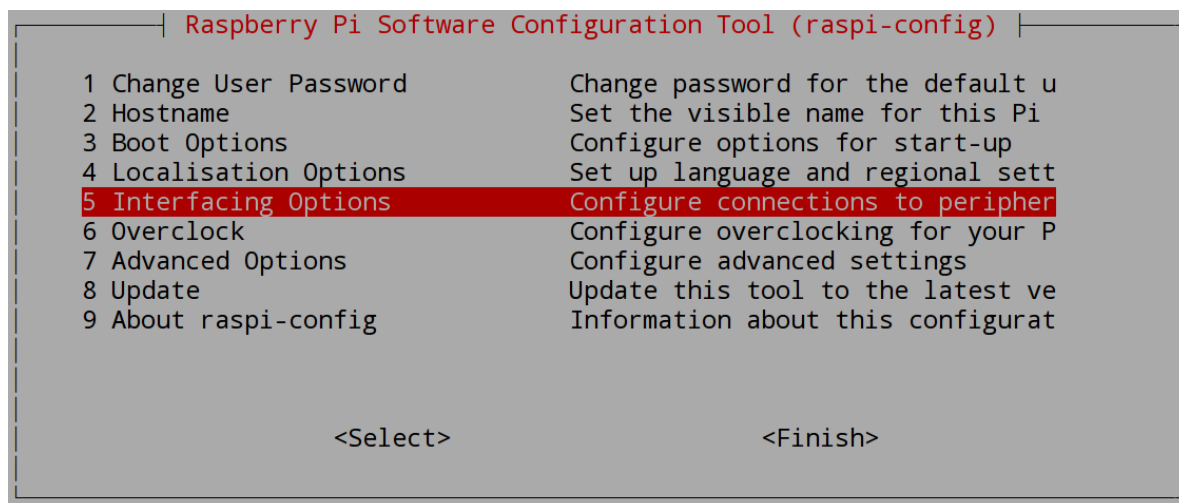 Raspberry Pi Software Configuration Tool (raspi-config)
1 Change User Password Change password for the default u
2 Hostname Set the visible name for this Pi
3 Boot Options Configure options for start-up
4 Localisation Options Set up language and regional sett
5 Interfacing Options Configure connections to peripher
6 Overclock Configure overclocking for your P
7 Advanced Options Configure advanced settings
8 Update Update this tool to the latest ve
9 About raspi-config Information about this configurat
<Select> <Finish>